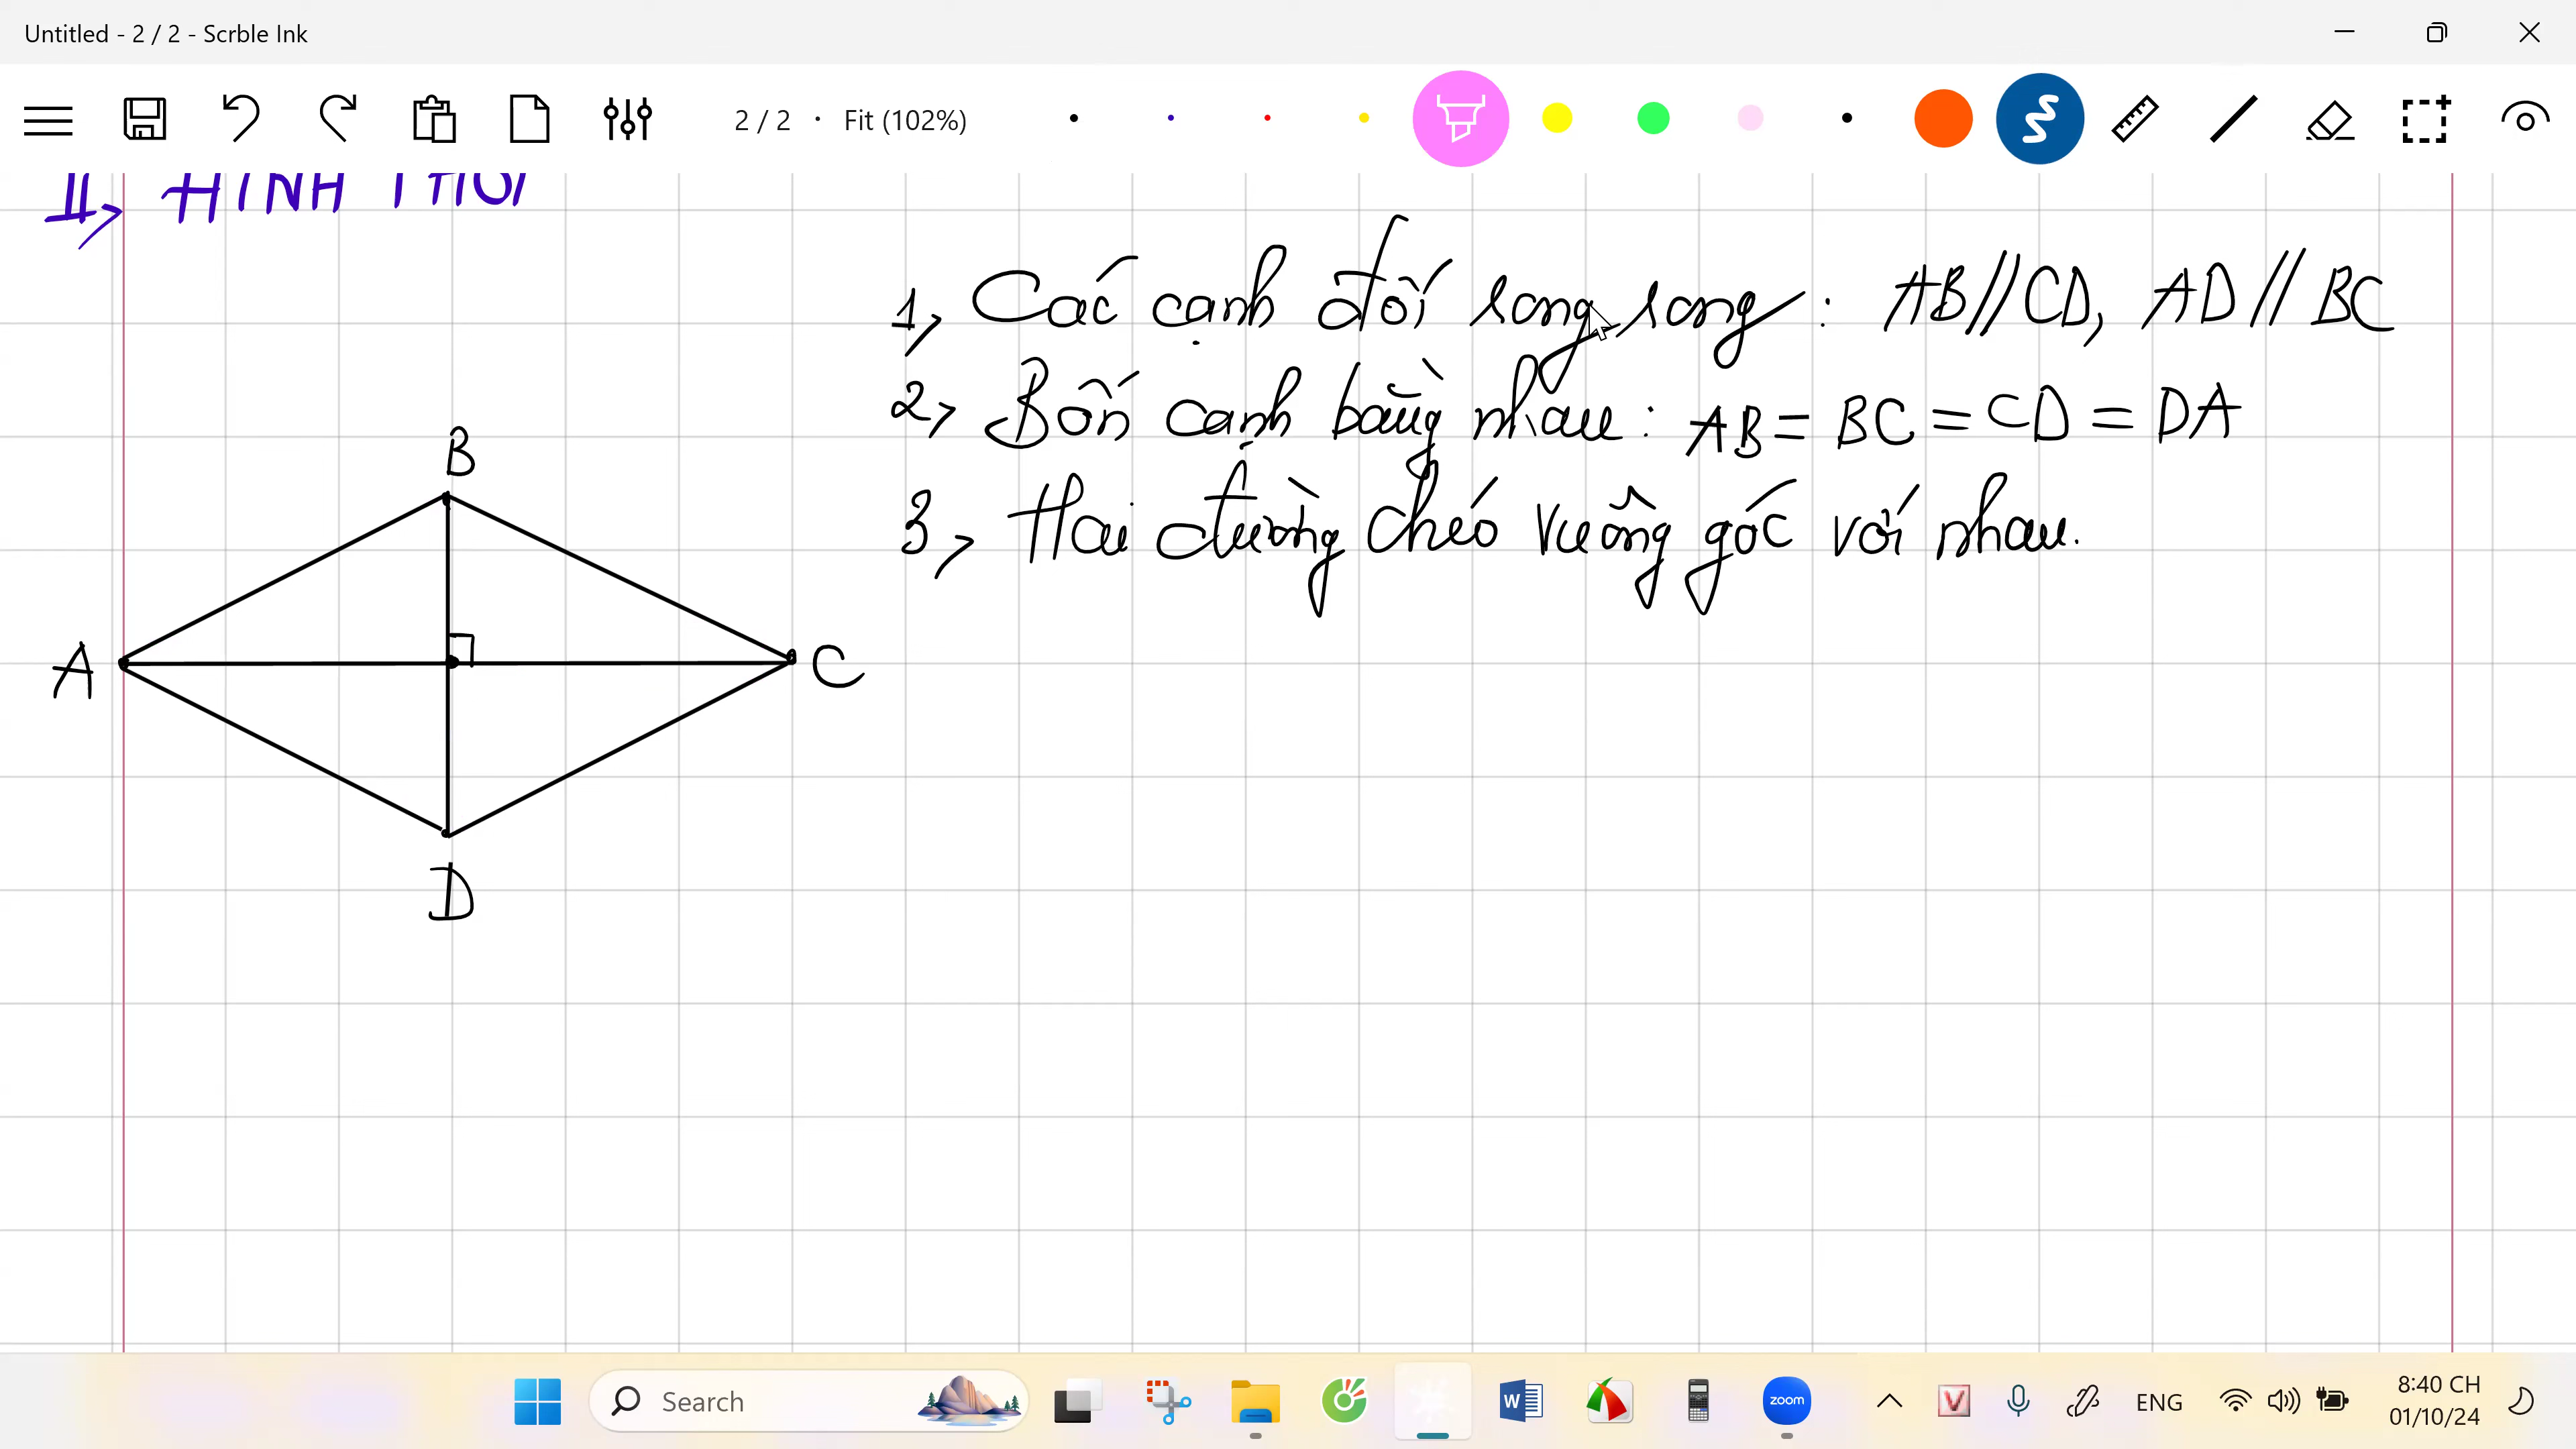 Untitled - 2 / 2 - Scrble Ink
2 / 2 · Fit (102%)
II, HÌNH THOI
1, Các cạnh đối song song : AB // CD, AD // BC
2, Bốn cạnh bằng nhau : AB = BC = CD = DA
3, Hai đường chéo vuông góc với nhau.
B
A
C
D
Search
W
zoom
V
ENG
8:40 CH
01/10/24